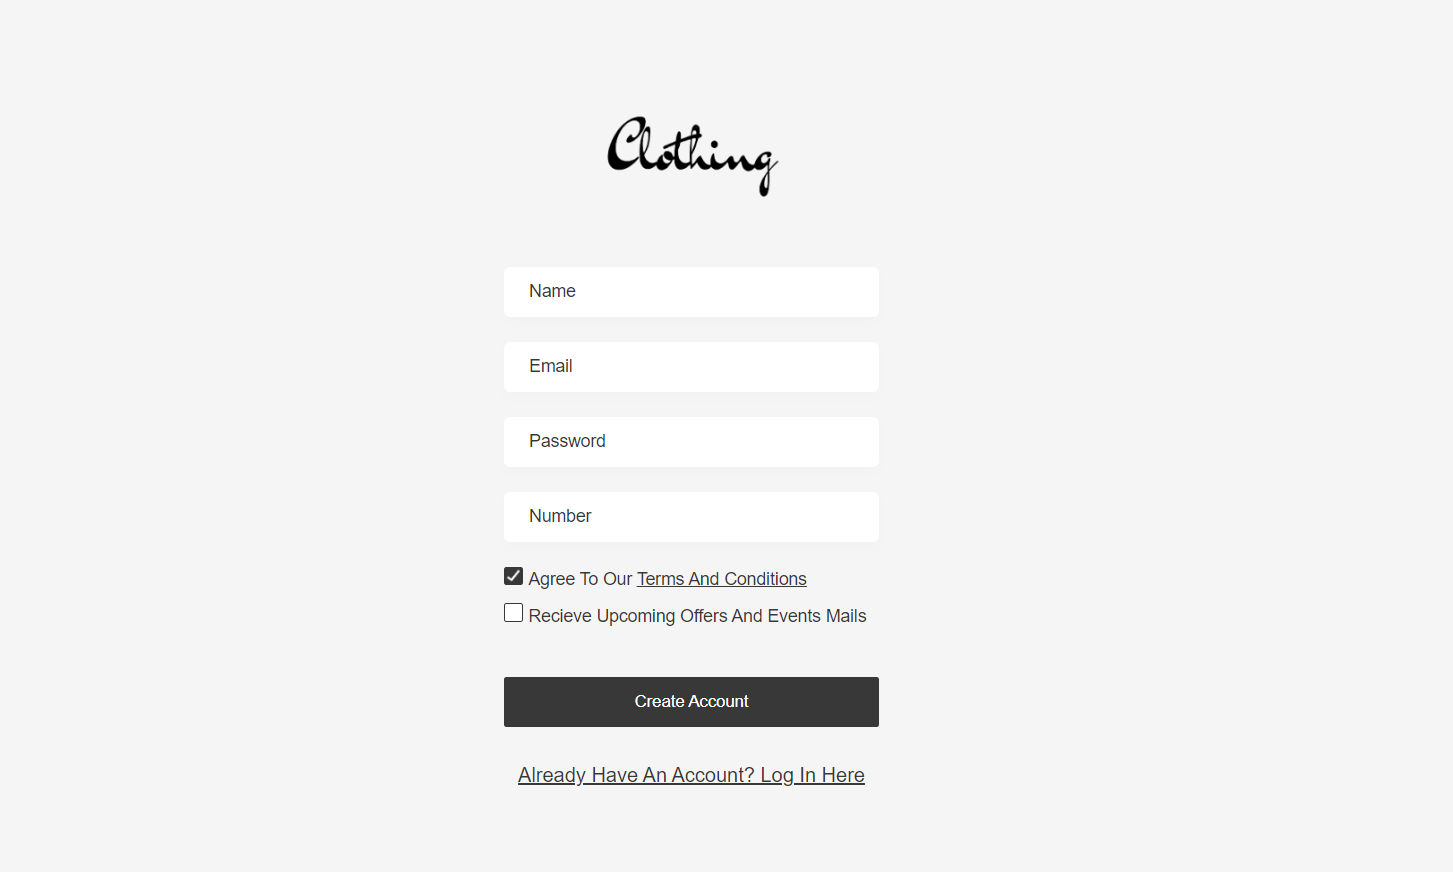 Clothing
Name
Email
Password
Number
Agree To Our Terms And Conditions
Recieve Upcoming Offers And Events Mails
Create Account
Already Have An Account? Log In Here